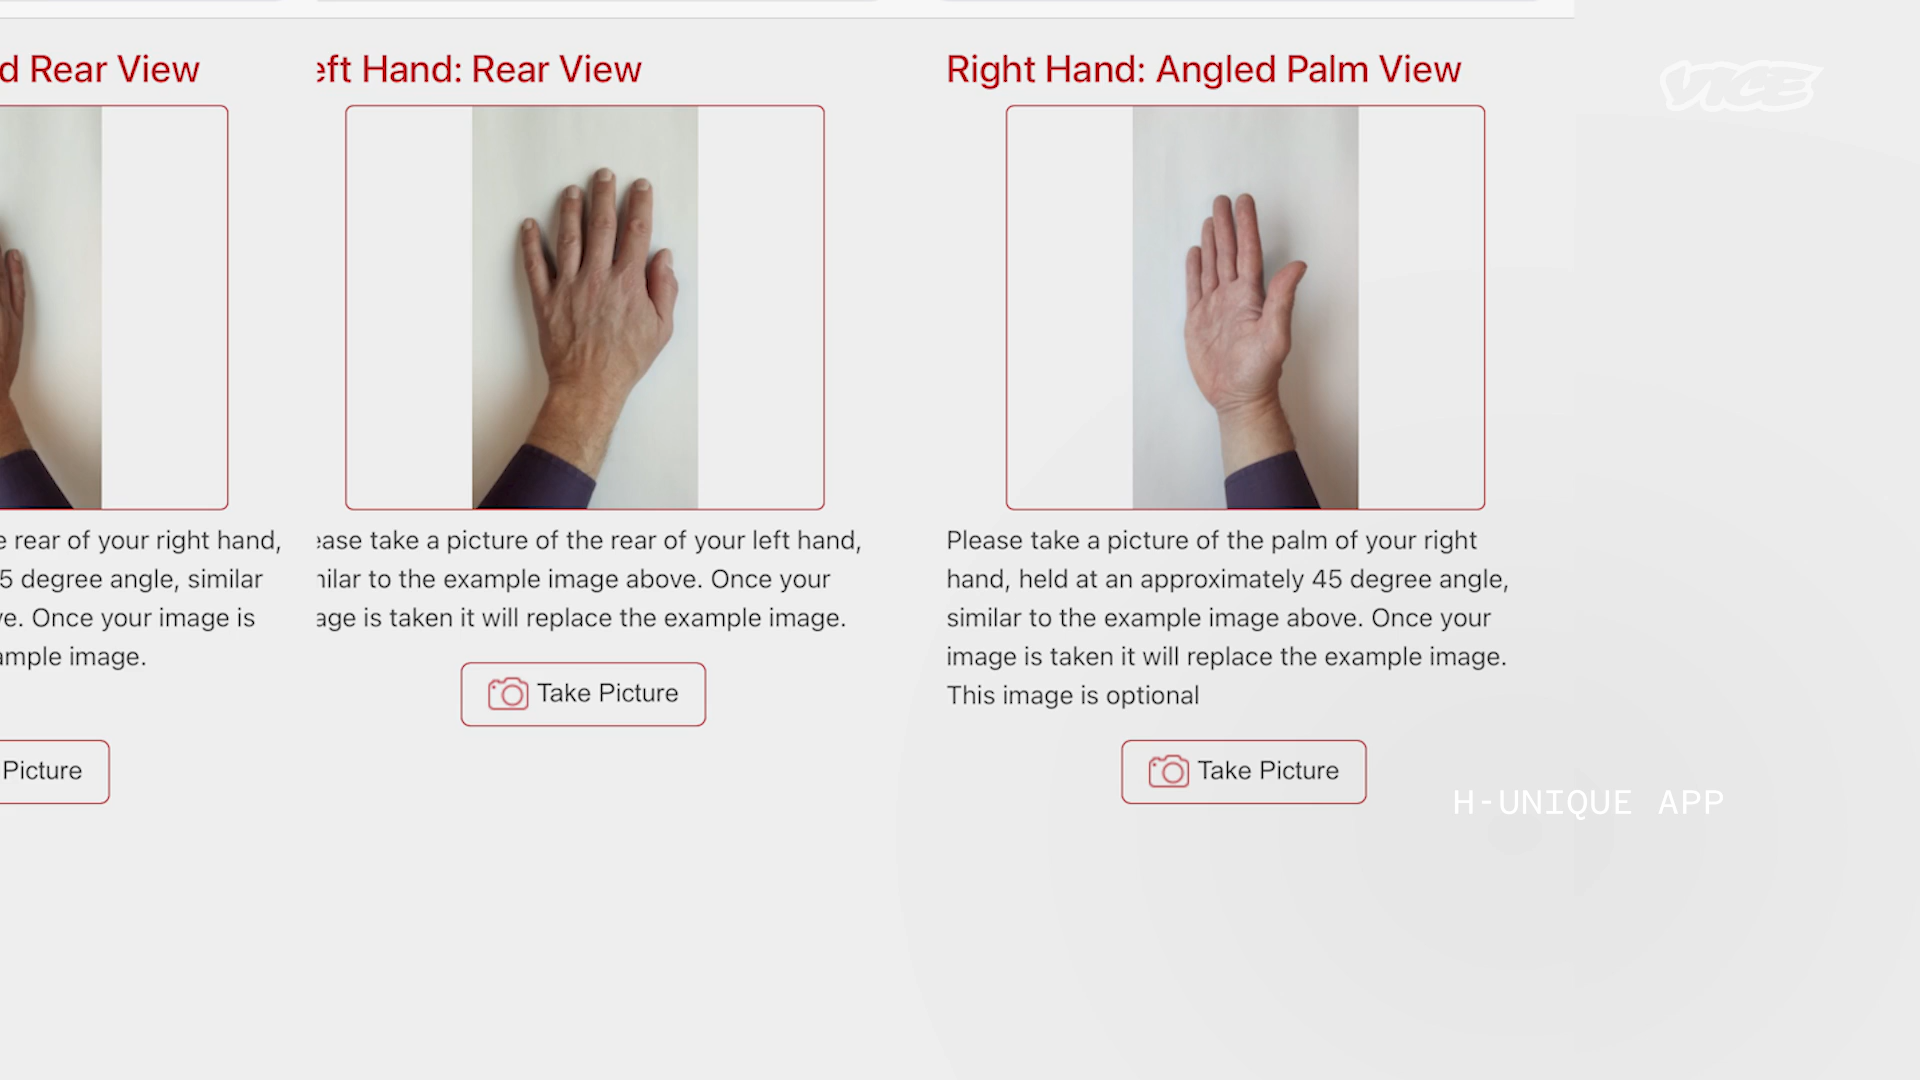 d Rear View
e rear of your right hand,
5 degree angle, similar
ve. Once your image is
ample image.
Picture
eft Hand: Rear View
ease take a picture of the rear of your left hand,
nilar to the example image above. Once your
age is taken it will replace the example image.
Take Picture
Right Hand: Angled Palm View
Please take a picture of the palm of your right
hand, held at an approximately 45 degree angle,
similar to the example image above. Once your
image is taken it will replace the example image.
This image is optional
Take Picture
VICE
H-UNIQUE APP